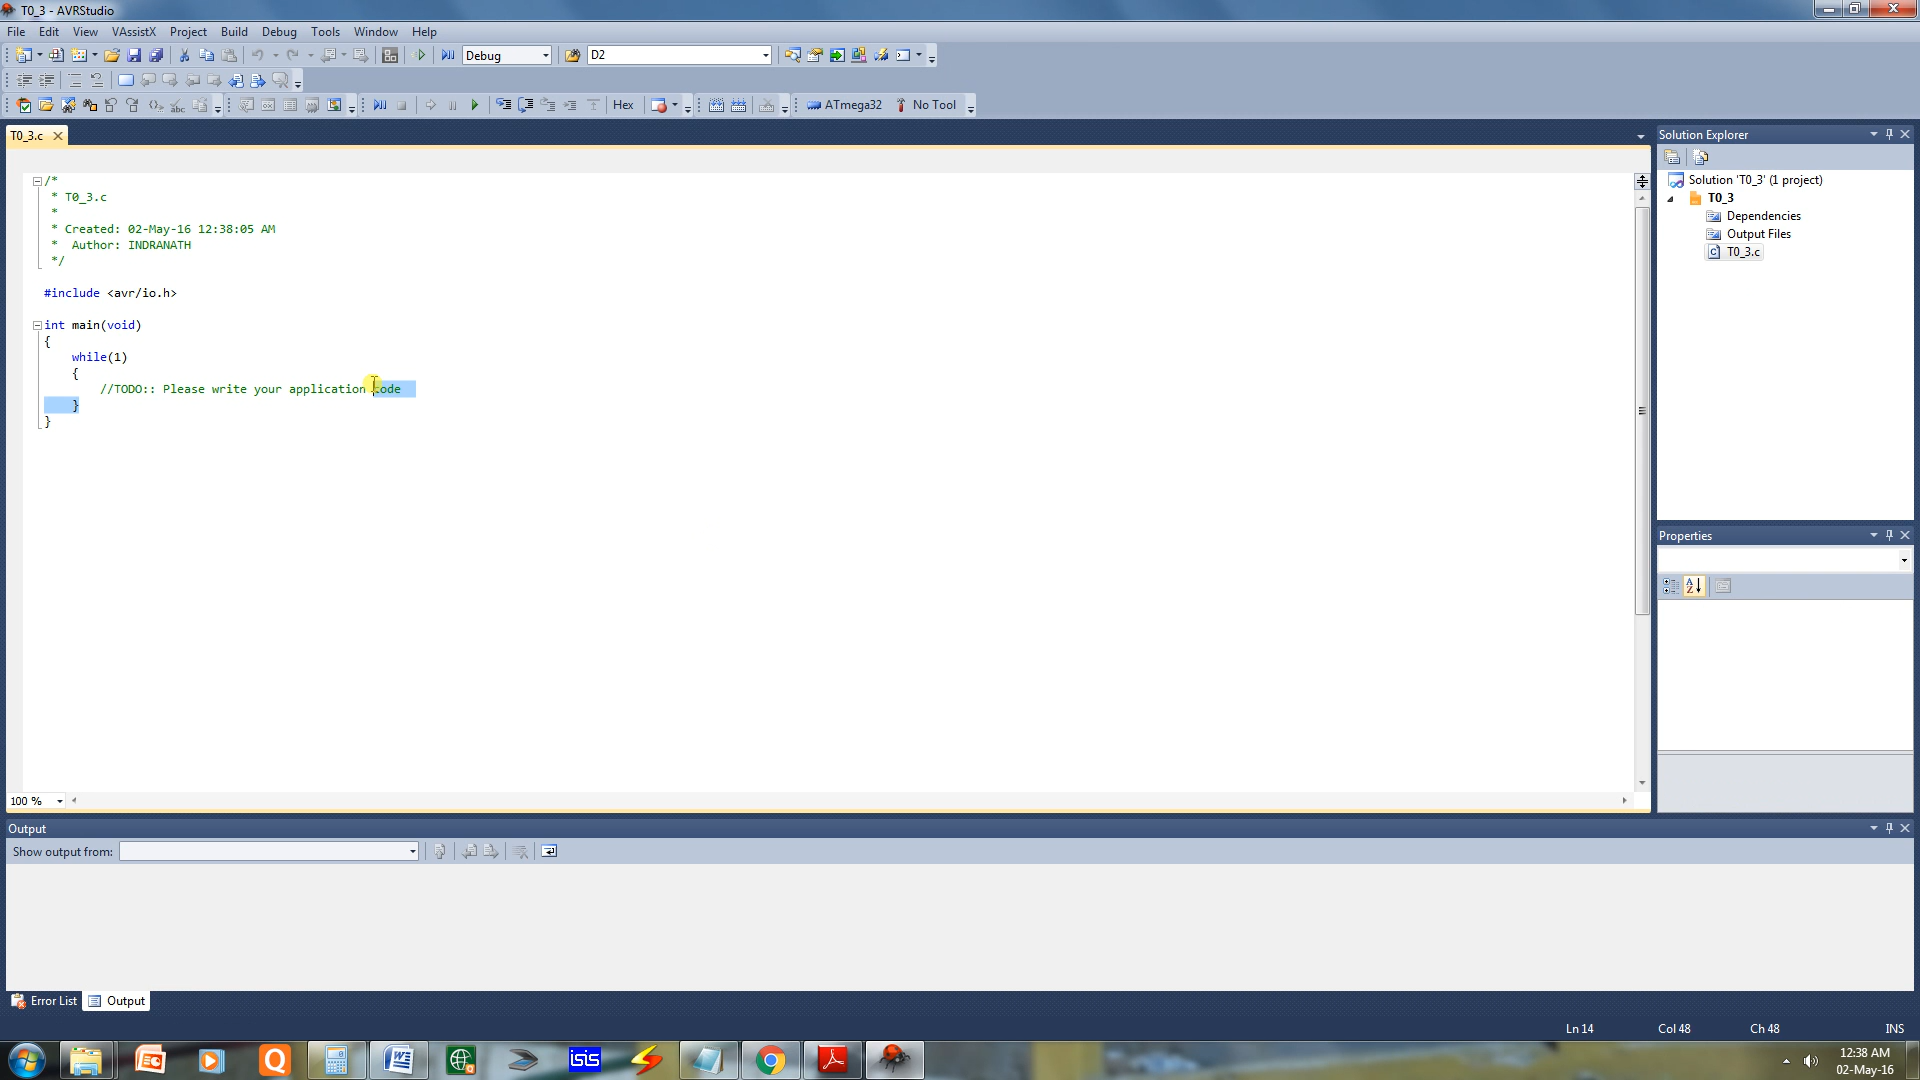 T0_3 - AVRStudio
File Edit View VAssistX Project Build Debug Tools Window Help
Debug D2
Hex ATmega32 No Tool
T0_3.c
/*
* T0_3.c
*
* Created: 02-May-16 12:38:05 AM
* Author: INDRANATH
*/
#include <avr/io.h>
int main(void)
{
while(1)
{
//TODO:: Please write your application code
}
}
100 %
Solution Explorer
Solution 'T0_3' (1 project)
T0_3
Dependencies
Output Files
T0_3.c
Properties
Output
Show output from:
Error List Output
Ln 14 Col 48 Ch 48 INS
isis
12:38 AM
02-May-16